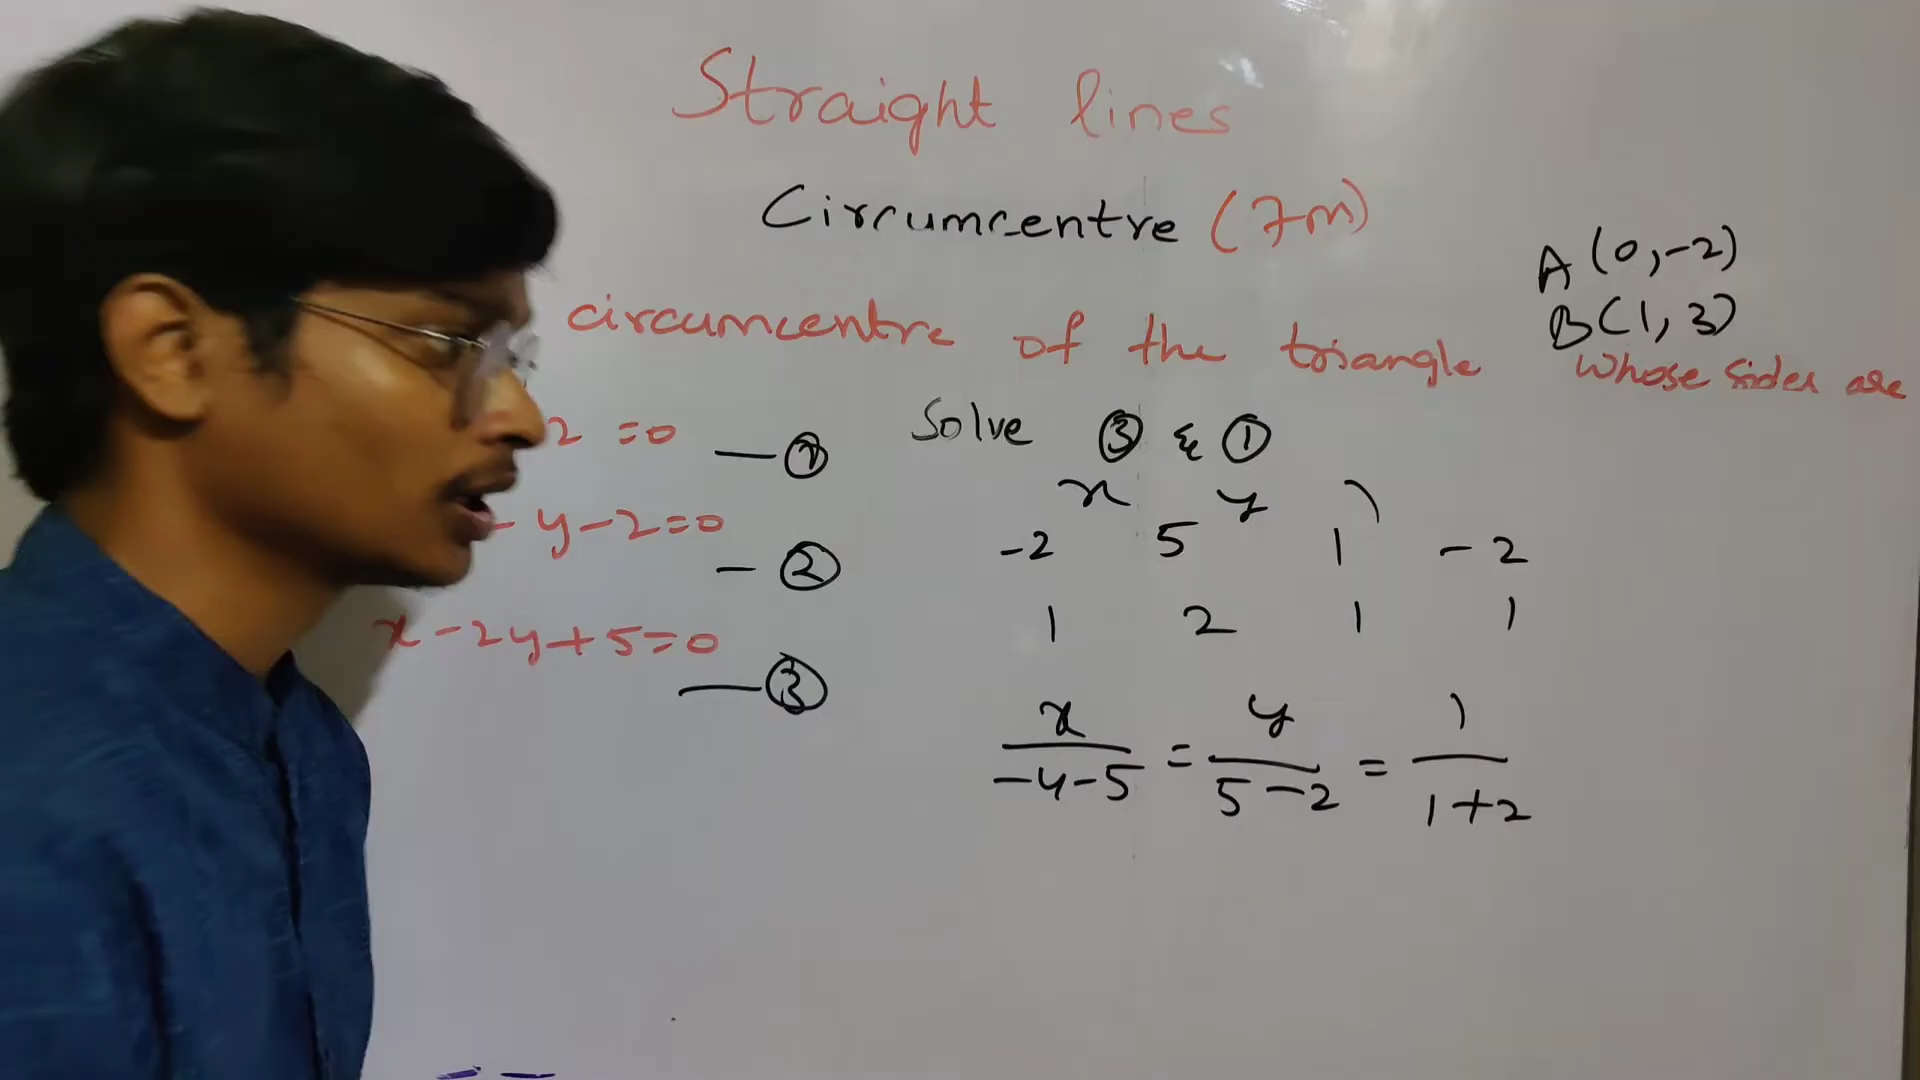 Straight lines
Circumcentre (7m)
A (0, -2)
B (1, 3)
circumcentre of the triangle whose sides are
2 = 0 — ①
- y - 2 = 0 — ②
x - 2y + 5 = 0 — ③
Solve ③ & ①
x y 1
-2 5 1 -2
1 2 1 1
x/(-4-5) = y/(5-2) = 1/(1+2)